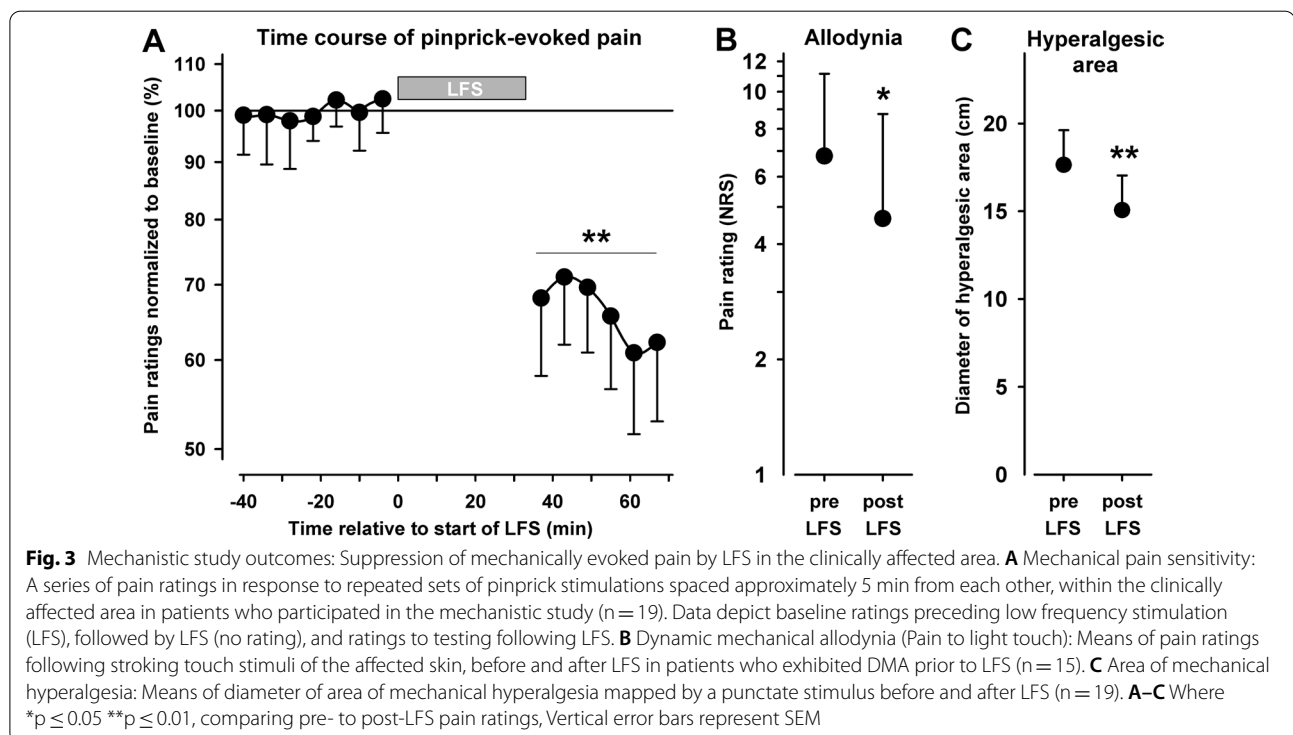 A
Time course of pinprick-evoked pain
Pain ratings normalized to baseline (%)
110
100
90
80
70
60
50
LFS
**
-40
-20
0
20
40
60
Time relative to start of LFS (min)
B
Allodynia
Pain rating (NRS)
12
10
8
6
4
2
1
*
pre
LFS
post
LFS
C
Hyperalgesic
area
Diameter of hyperalgesic area (cm)
20
15
10
5
0
**
pre
LFS
post
LFS
Fig. 3 Mechanistic study outcomes: Suppression of mechanically evoked pain by LFS in the clinically affected area. A Mechanical pain sensitivity:
A series of pain ratings in response to repeated sets of pinprick stimulations spaced approximately 5 min from each other, within the clinically
affected area in patients who participated in the mechanistic study (n = 19). Data depict baseline ratings preceding low frequency stimulation
(LFS), followed by LFS (no rating), and ratings to testing following LFS. B Dynamic mechanical allodynia (Pain to light touch): Means of pain ratings
following stroking touch stimuli of the affected skin, before and after LFS in patients who exhibited DMA prior to LFS (n = 15). C Area of mechanical
hyperalgesia: Means of diameter of area of mechanical hyperalgesia mapped by a punctate stimulus before and after LFS (n = 19). A–C Where
*p ≤ 0.05 **p ≤ 0.01, comparing pre- to post-LFS pain ratings, Vertical error bars represent SEM